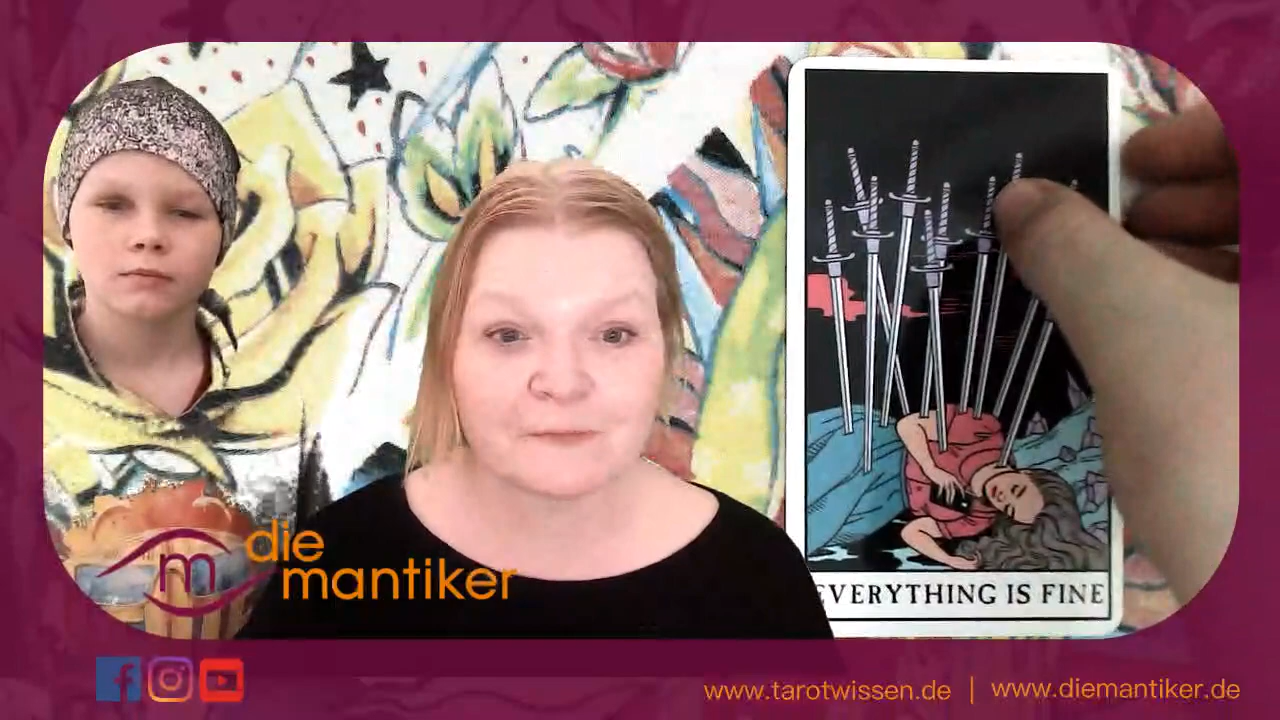 EVERYTHING IS FINE
m
die
mantiker
www.tarotwissen.de | www.diemantiker.de